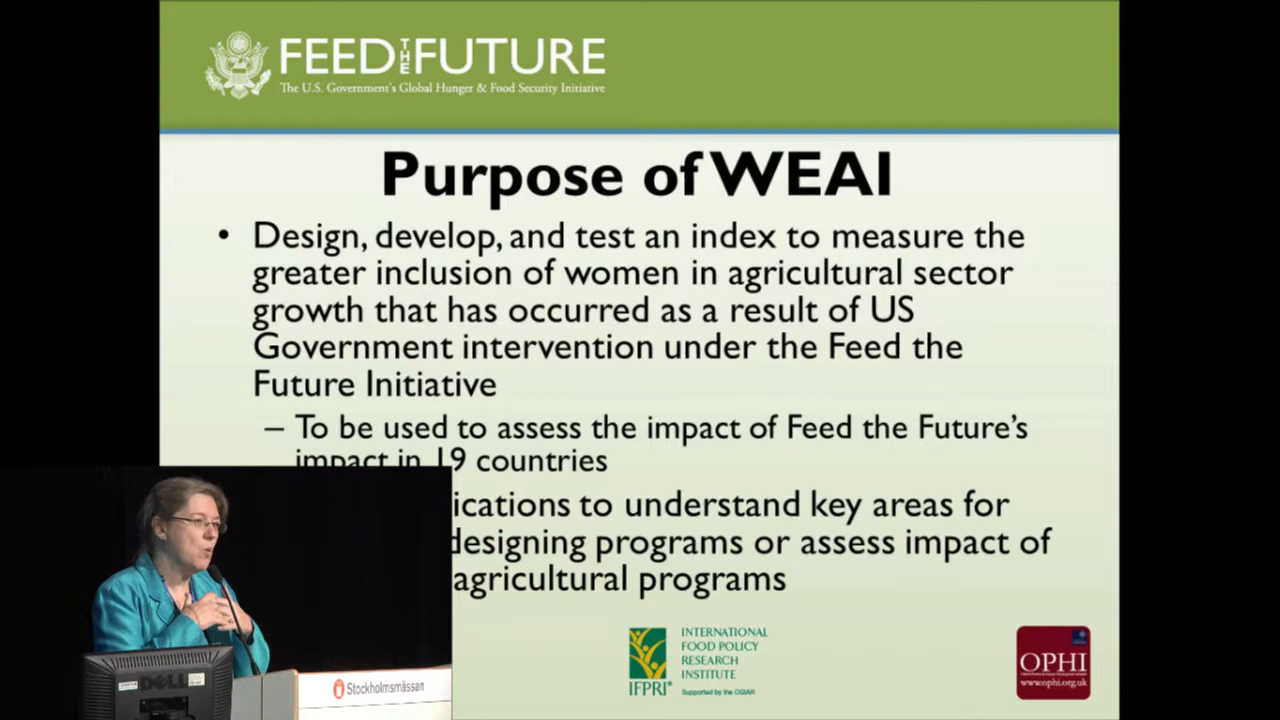 FEED THE FUTURE
The U.S. Government's Global Hunger & Food Security Initiative
Purpose of WEAI
• Design, develop, and test an index to measure the
greater inclusion of women in agricultural sector
growth that has occurred as a result of US
Government intervention under the Feed the
Future Initiative
– To be used to assess the impact of Feed the Future's
impact in 19 countries
ications to understand key areas for
designing programs or assess impact of
agricultural programs
INTERNATIONAL
FOOD POLICY
RESEARCH
INSTITUTE
IFPRI®
Supported by the CGIAR
OPHI
www.ophi.org.uk
DELL
Stockholmsmässan